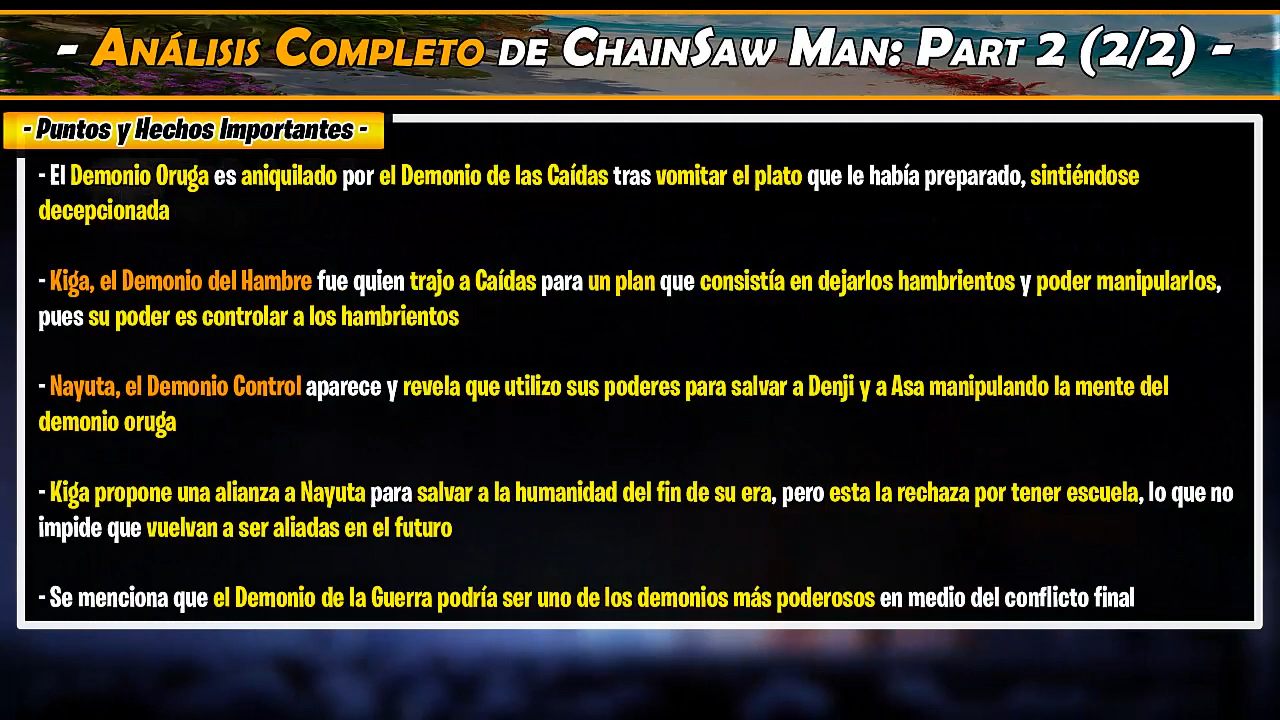 - Análisis Completo de ChainSaw Man: Part 2 (2/2) -
- Puntos y Hechos Importantes -
- El Demonio Oruga es aniquilado por el Demonio de las Caídas tras vomitar el plato que le había preparado, sintiéndose
decepcionada
- Kiga, el Demonio del Hambre fue quien trajo a Caídas para un plan que consistía en dejarlos hambrientos y poder manipularlos,
pues su poder es controlar a los hambrientos
- Nayuta, el Demonio Control aparece y revela que utilizo sus poderes para salvar a Denji y a Asa manipulando la mente del
demonio oruga
- Kiga propone una alianza a Nayuta para salvar a la humanidad del fin de su era, pero esta la rechaza por tener escuela, lo que no
impide que vuelvan a ser aliadas en el futuro
- Se menciona que el Demonio de la Guerra podría ser uno de los demonios más poderosos en medio del conflicto final